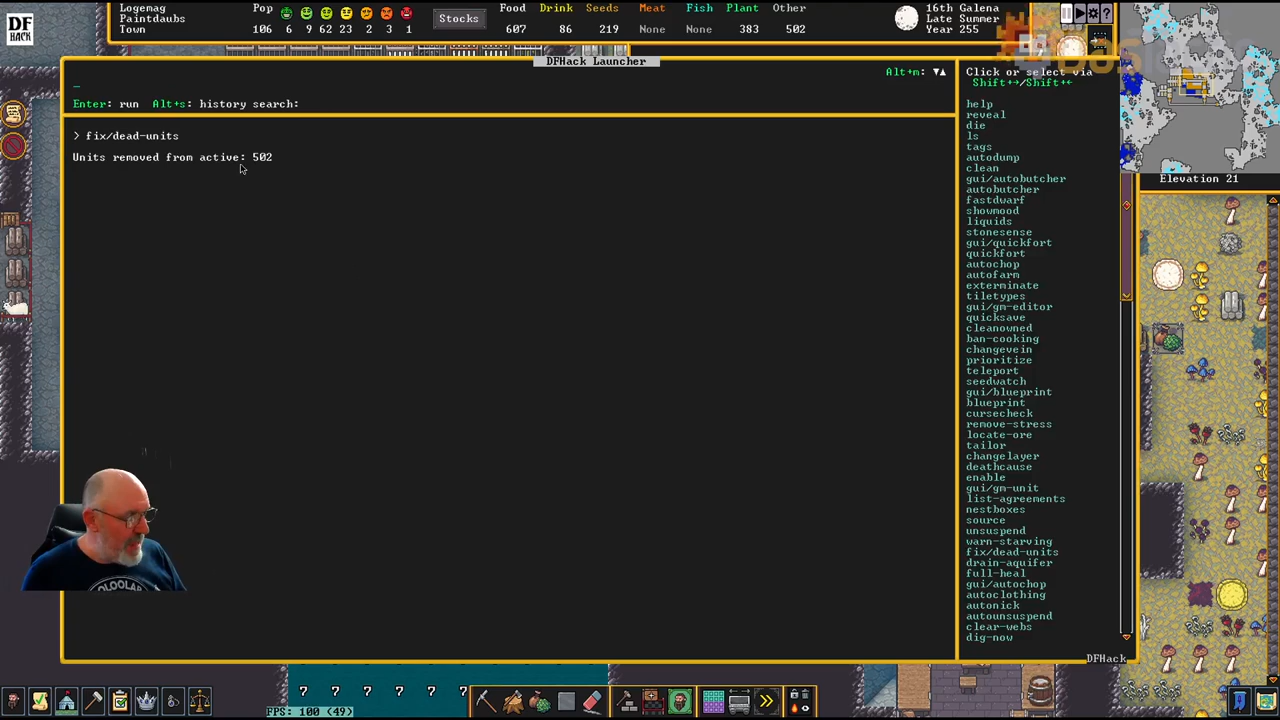 DF
HACK
Logemag
Paintdaubs
Town
Pop
106 6 9 62 23 2 3 1
Stocks
Food Drink Seeds Meat Fish Plant Other
607 86 219 None None 383 502
16th Galena
Late Summer
Year 255
DFHack Launcher
Alt+m:
_
Enter: run Alt+s: history search:
> fix/dead-units
Units removed from active: 502
Click or select via
Shift+→/Shift+←
help
reveal
die
ls
tags
autodump
clean
gui/autobutcher
autobutcher
fastdwarf
showmood
liquids
stonesense
gui/quickfort
quickfort
autochop
autofarm
exterminate
tiletypes
gui/gm-editor
quicksave
cleanowned
ban-cooking
changevein
prioritize
teleport
seedwatch
gui/blueprint
blueprint
cursecheck
remove-stress
locate-ore
tailor
changelayer
deathcause
enable
gui/gm-unit
list-agreements
nestboxes
source
unsuspend
warn-starving
fix/dead-units
drain-aquifer
full-heal
gui/autochop
autoclothing
autonick
autounsuspend
clear-webs
dig-now
DFHack
Elevation 21
? ? ? ? ? ?
FPS: 100 (49)